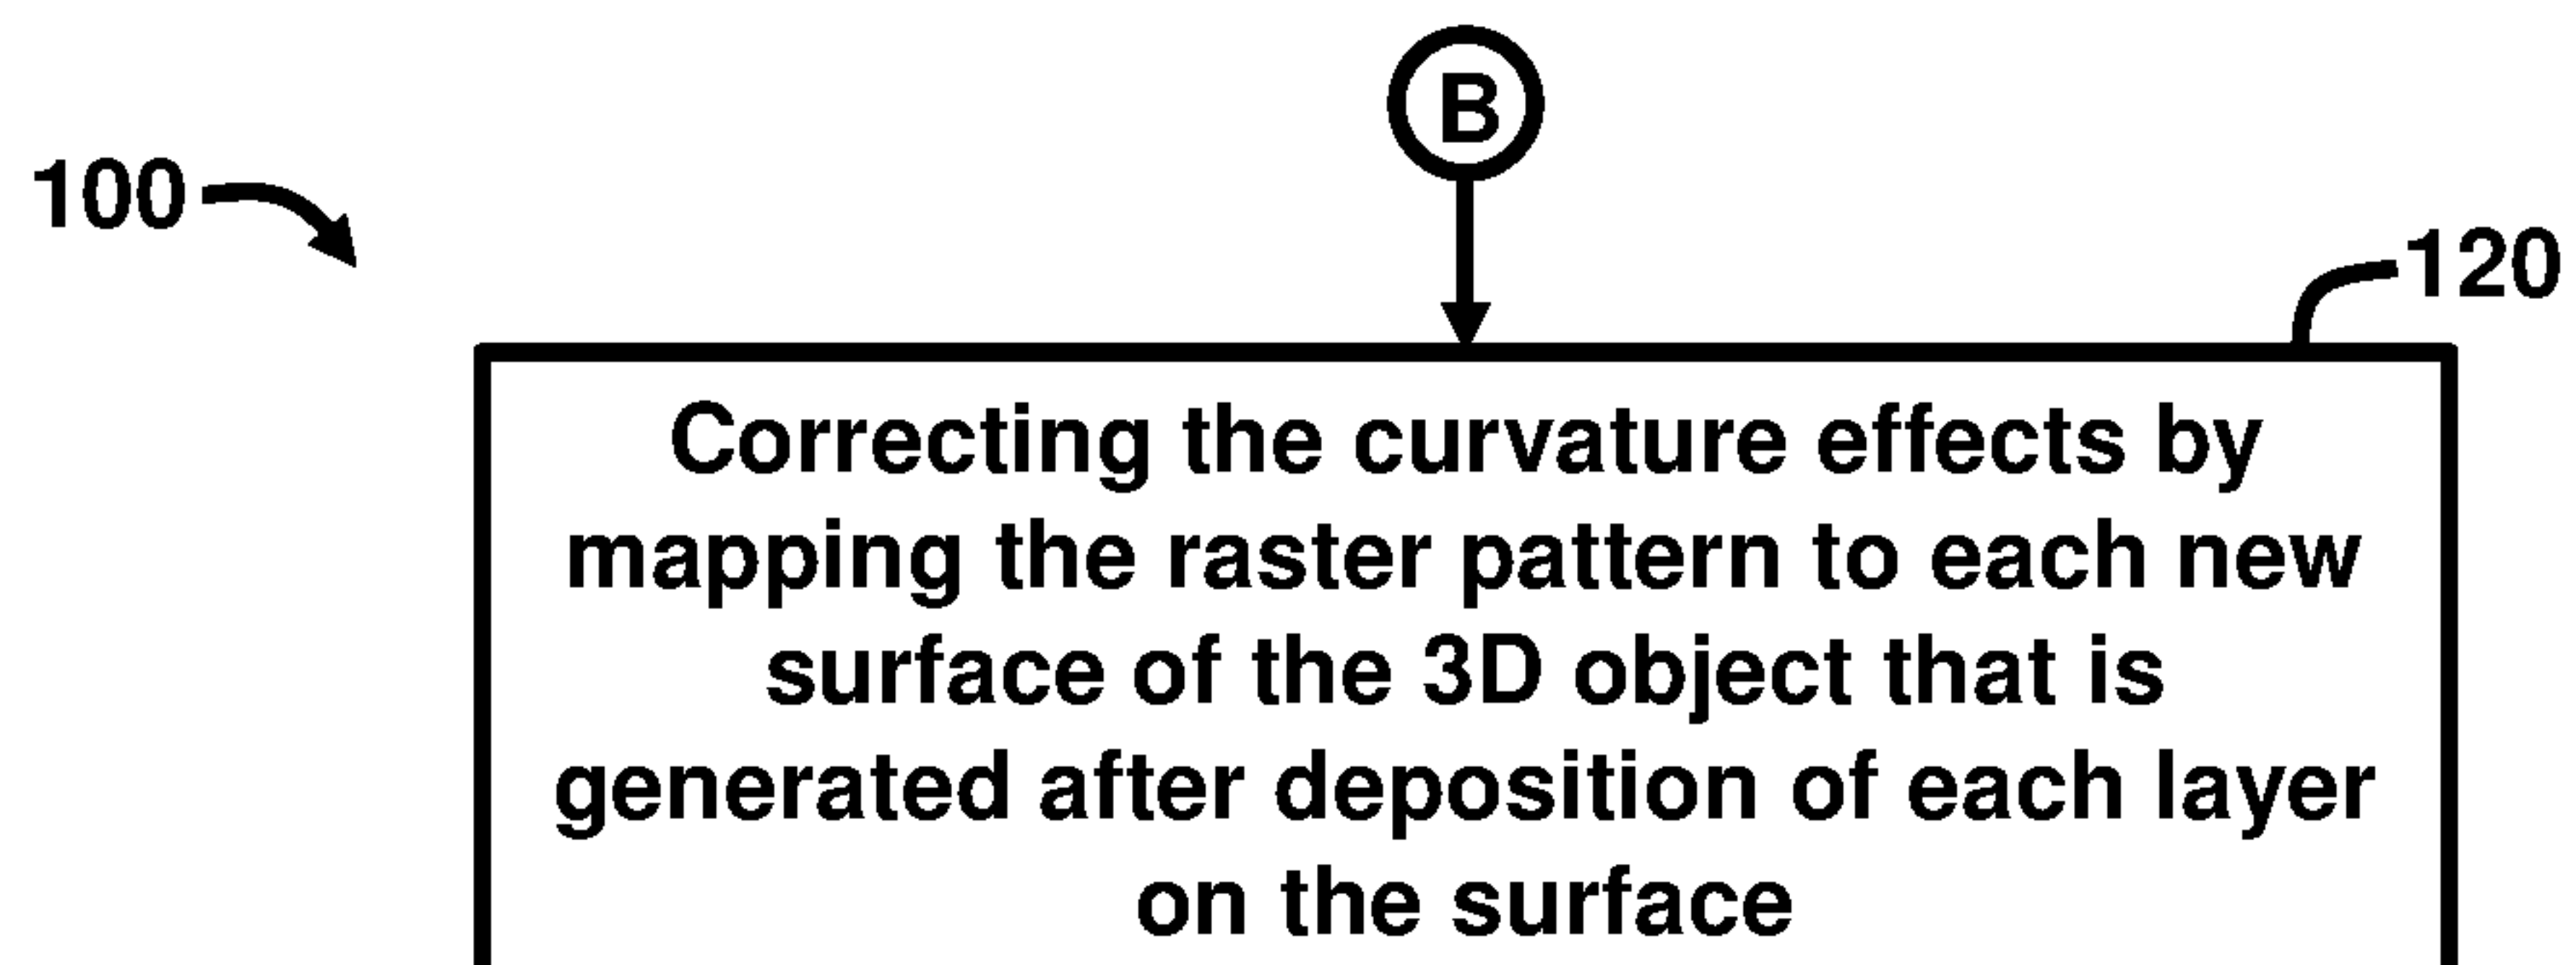 B
100
120
Correcting the curvature effects by
mapping the raster pattern to each new
surface of the 3D object that is
generated after deposition of each layer
on the surface